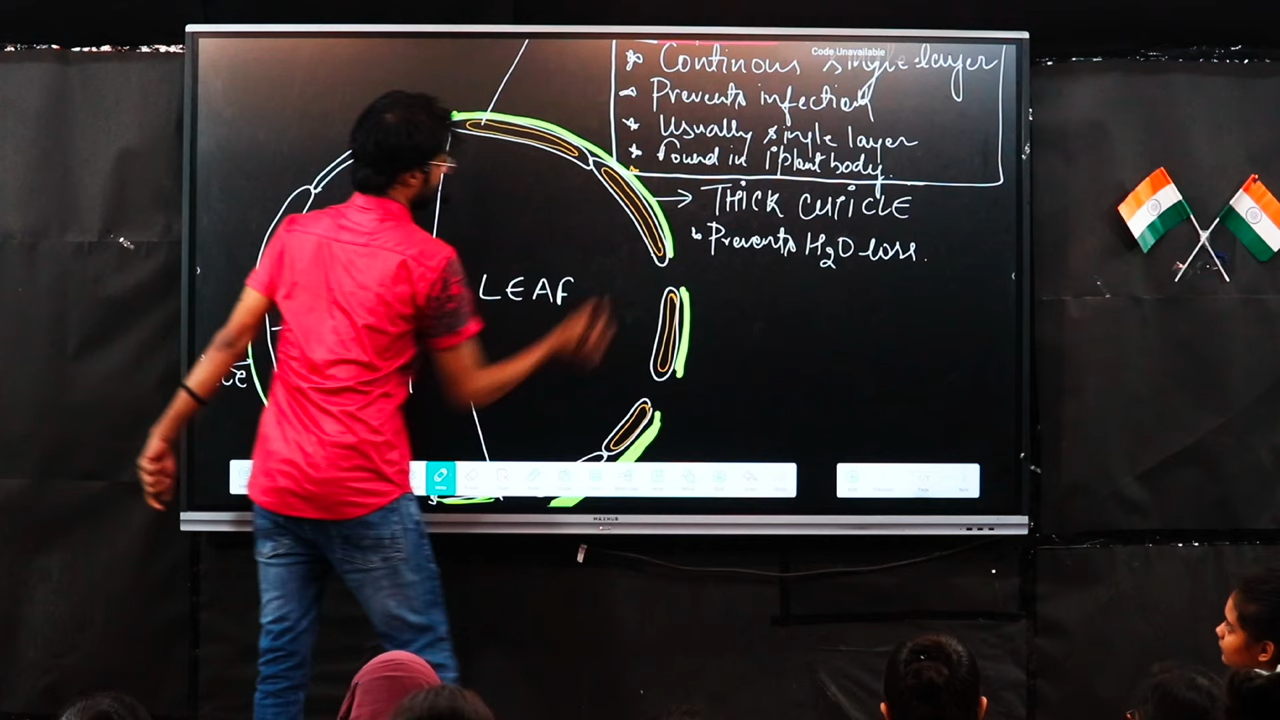 Code Unavailable
Continous single layer
Prevents infection
Usually single layer
found in plant body.
THICK CUTICLE
Prevents H2O loss.
LEAF
MAXHUB